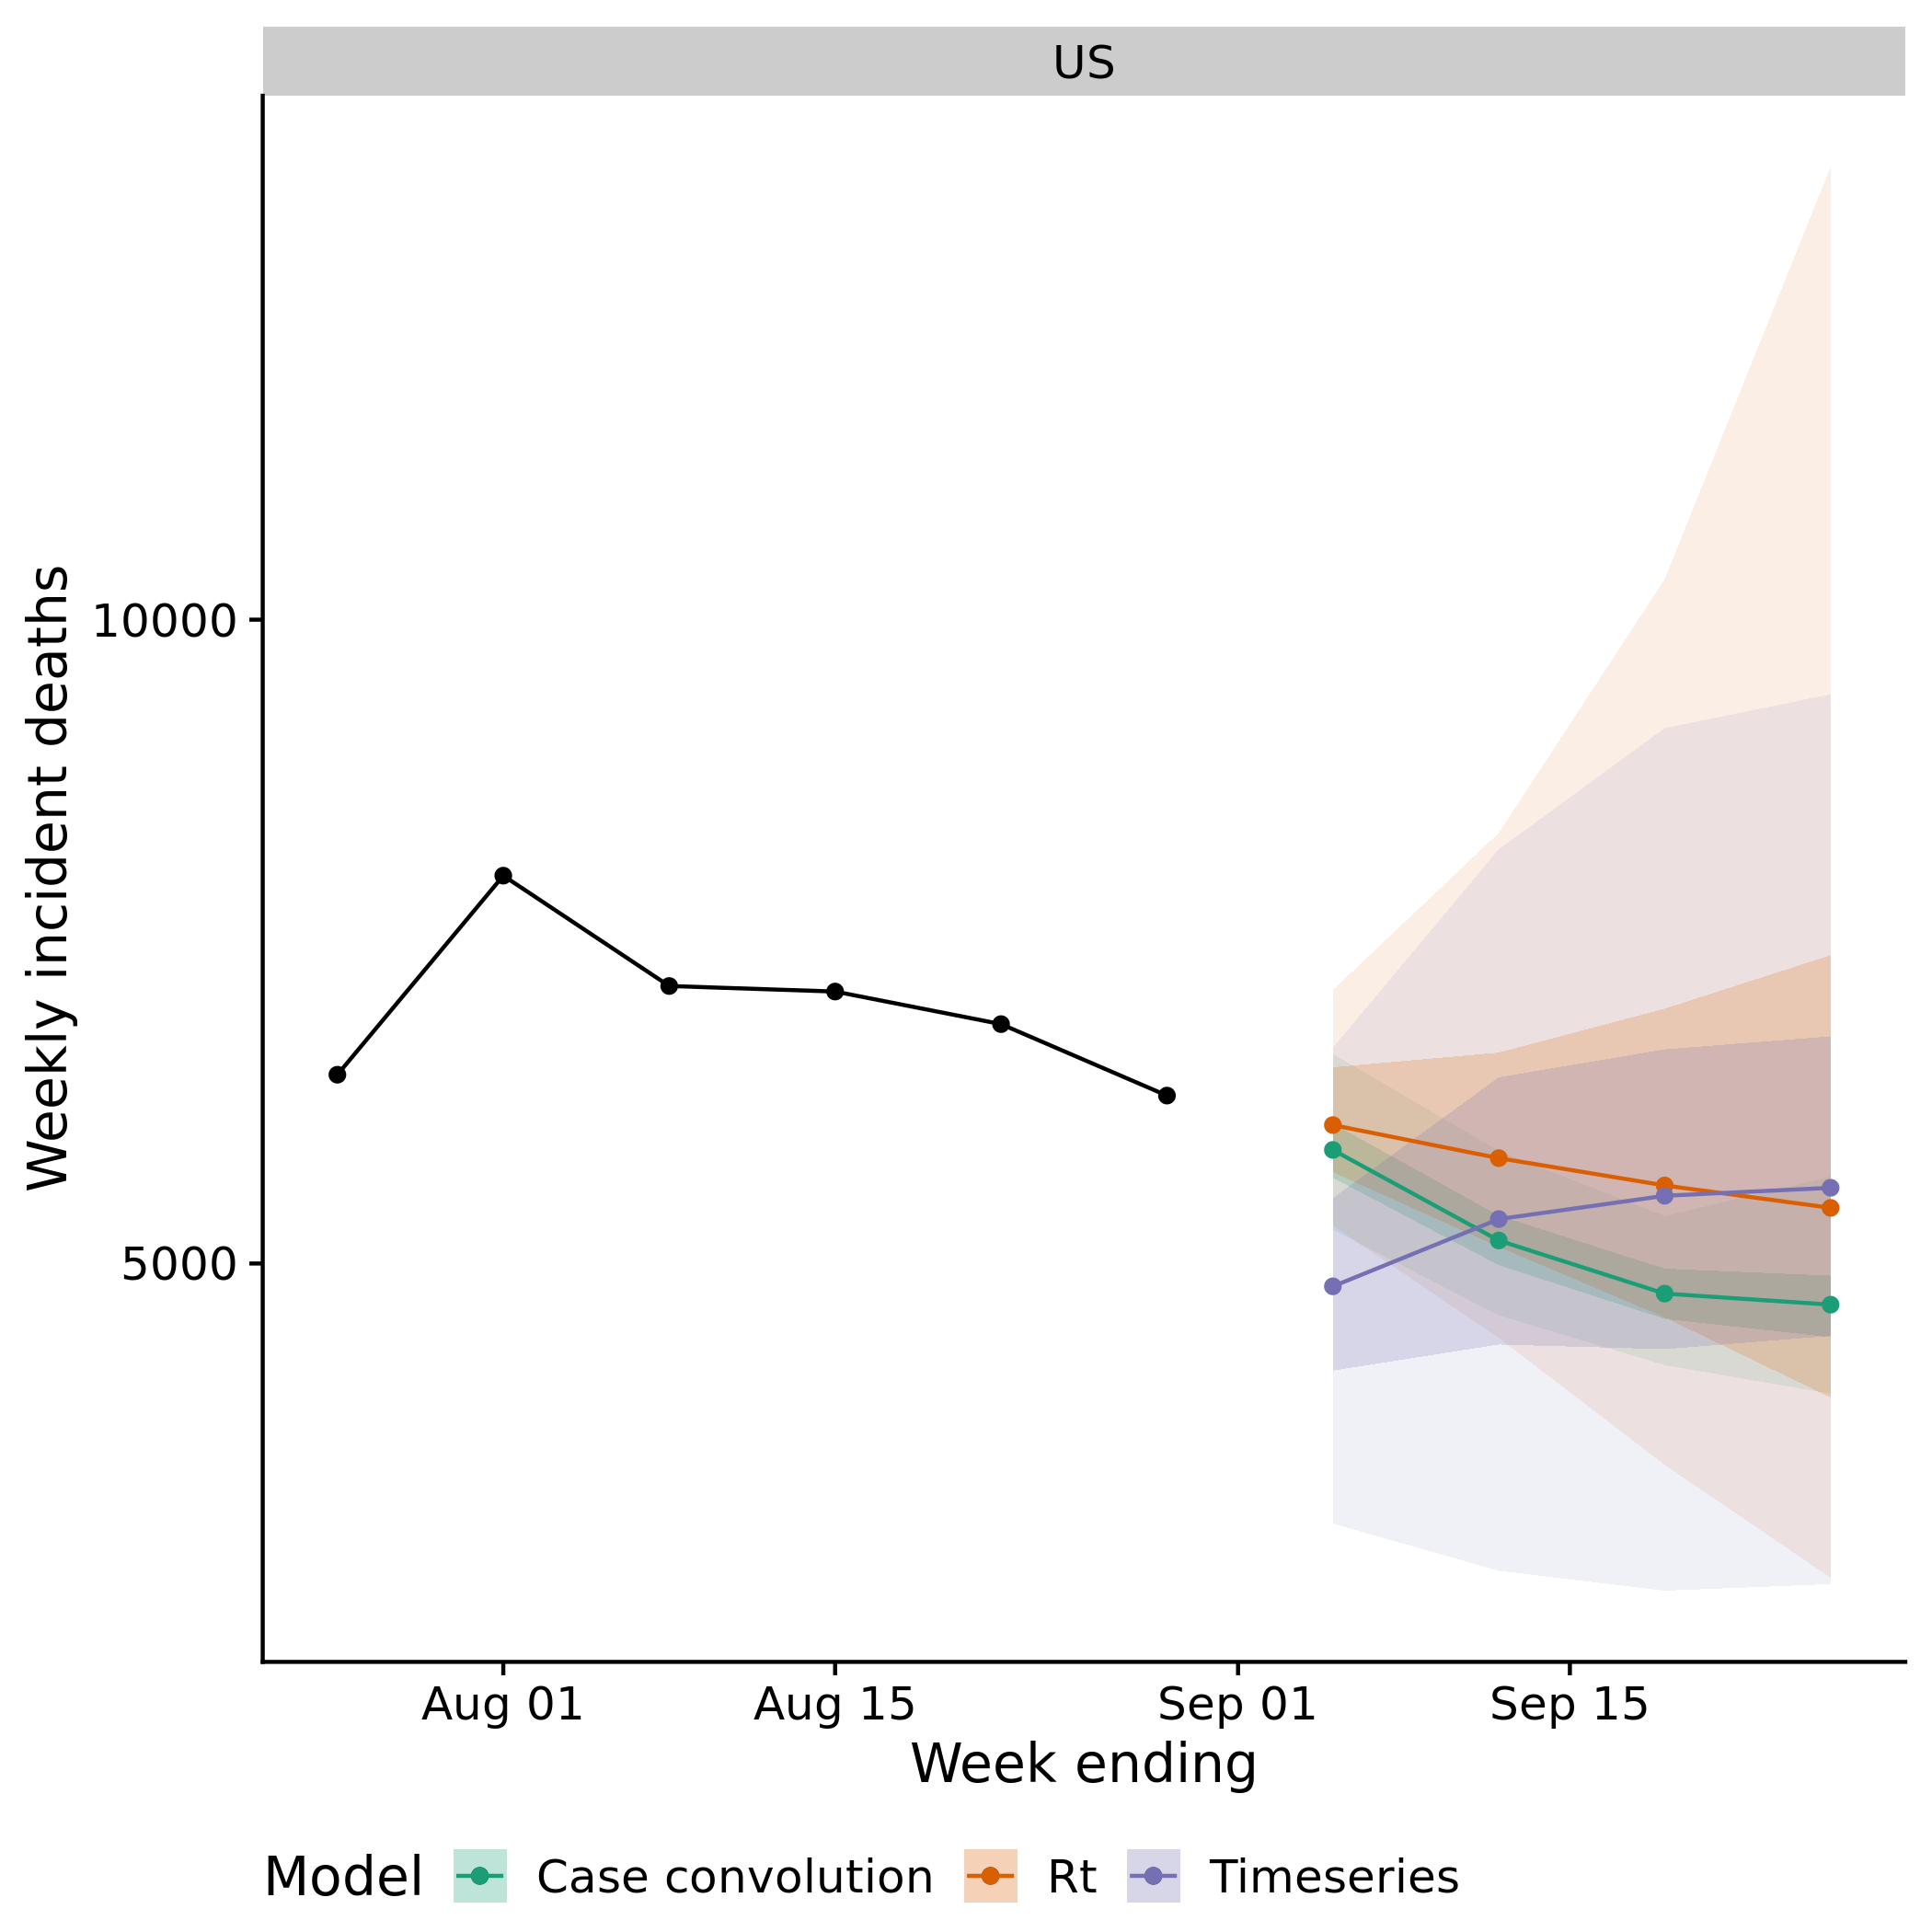 US
Weekly incident deaths
10000
5000
Aug 01 Aug 15 Sep 01 Sep 15
Week ending
Model Case convolution Rt Timeseries